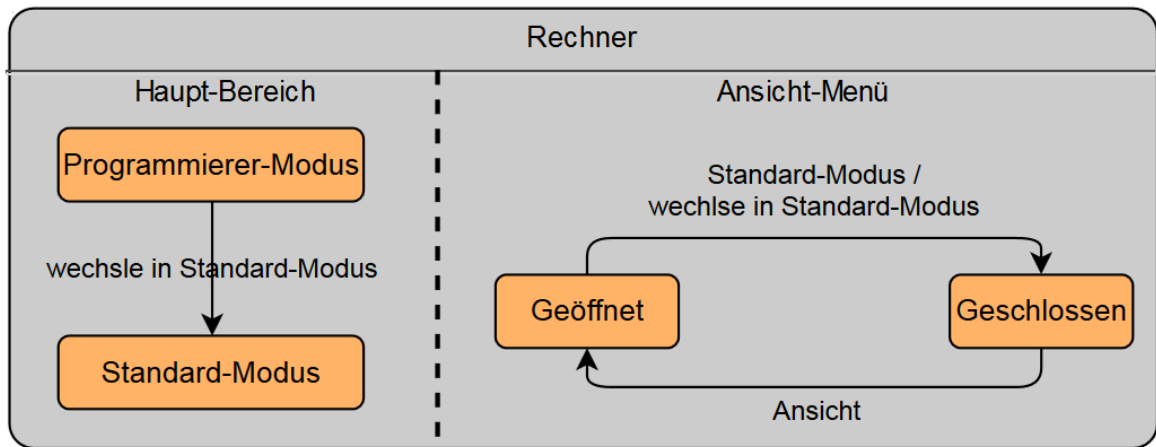 Rechner
Haupt-Bereich
Ansicht-Menü
Programmierer-Modus
wechsle in Standard-Modus
Standard-Modus
Standard-Modus /
wechlse in Standard-Modus
Geöffnet
Geschlossen
Ansicht